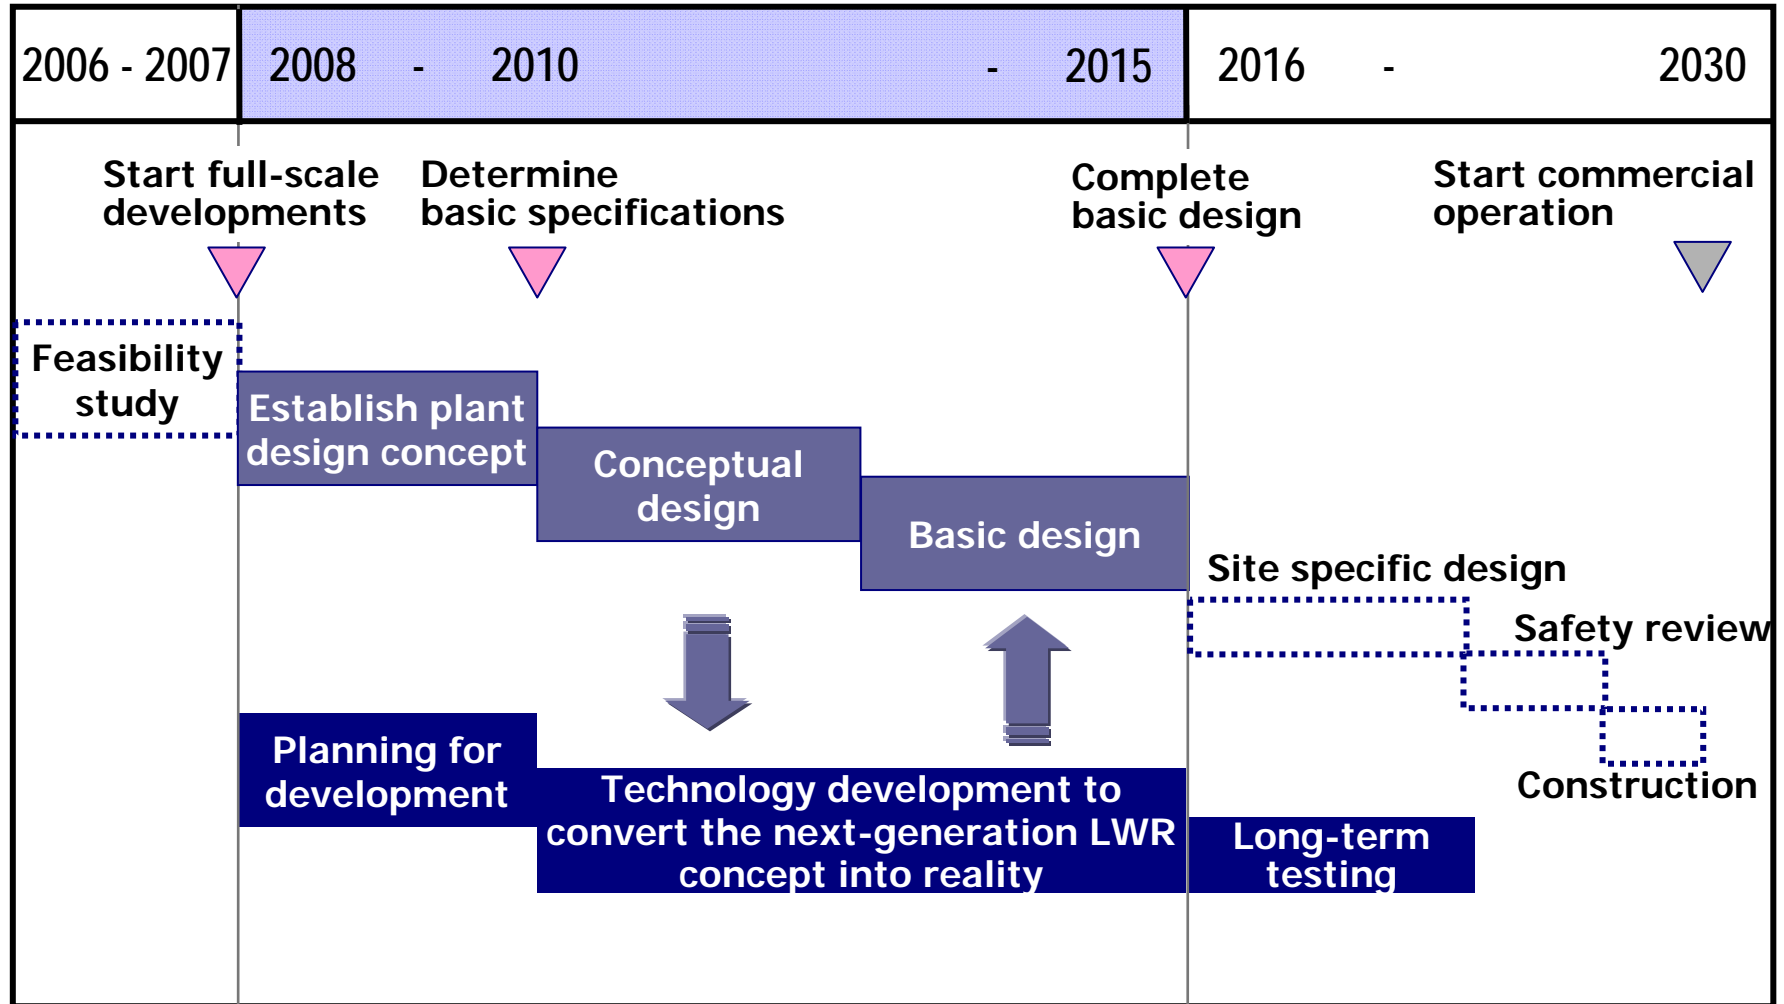 2006 - 2007 2008 - 2010 - 2015 2016 - 2030
Start full-scale
developments
Determine
basic specifications
Complete
basic design
Start commercial
operation
Feasibility
study
Establish plant
design concept
Conceptual
design
Basic design
Site specific design
Safety review
Construction
Planning for
development
Technology development to
convert the next-generation LWR
concept into reality
Long-term
testing